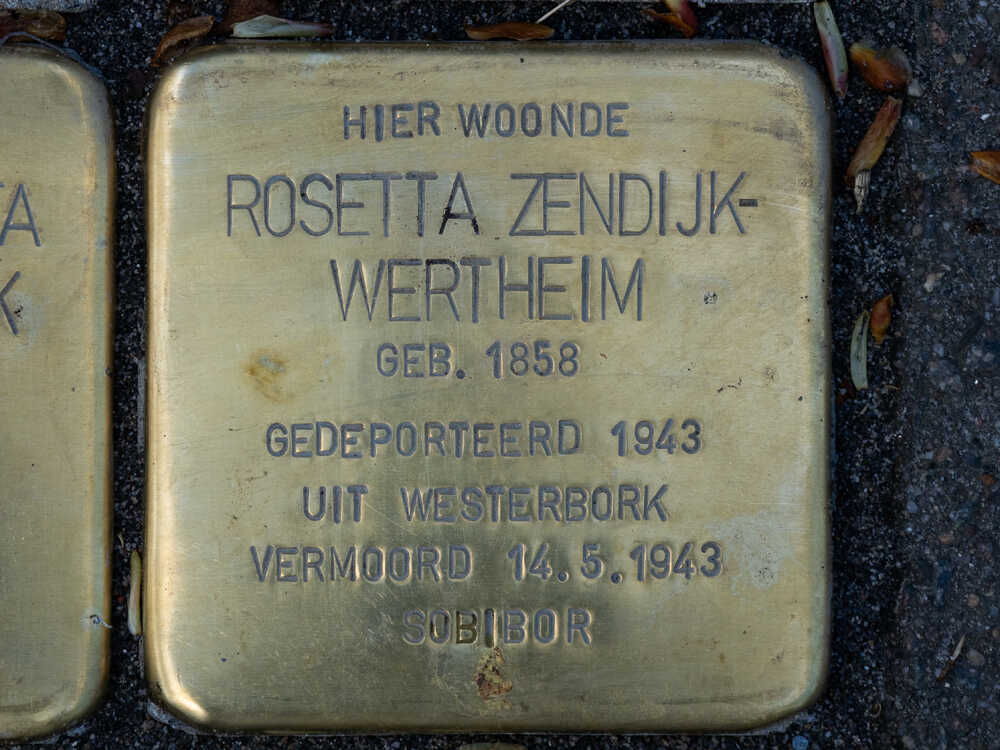 HIER WOONDE
ROSETTA ZENDIJK-
WERTHEIM
GEB. 1858
GEDEPORTEERD 1943
UIT WESTERBORK
VERMOORD 14.5.1943
SOBIBOR